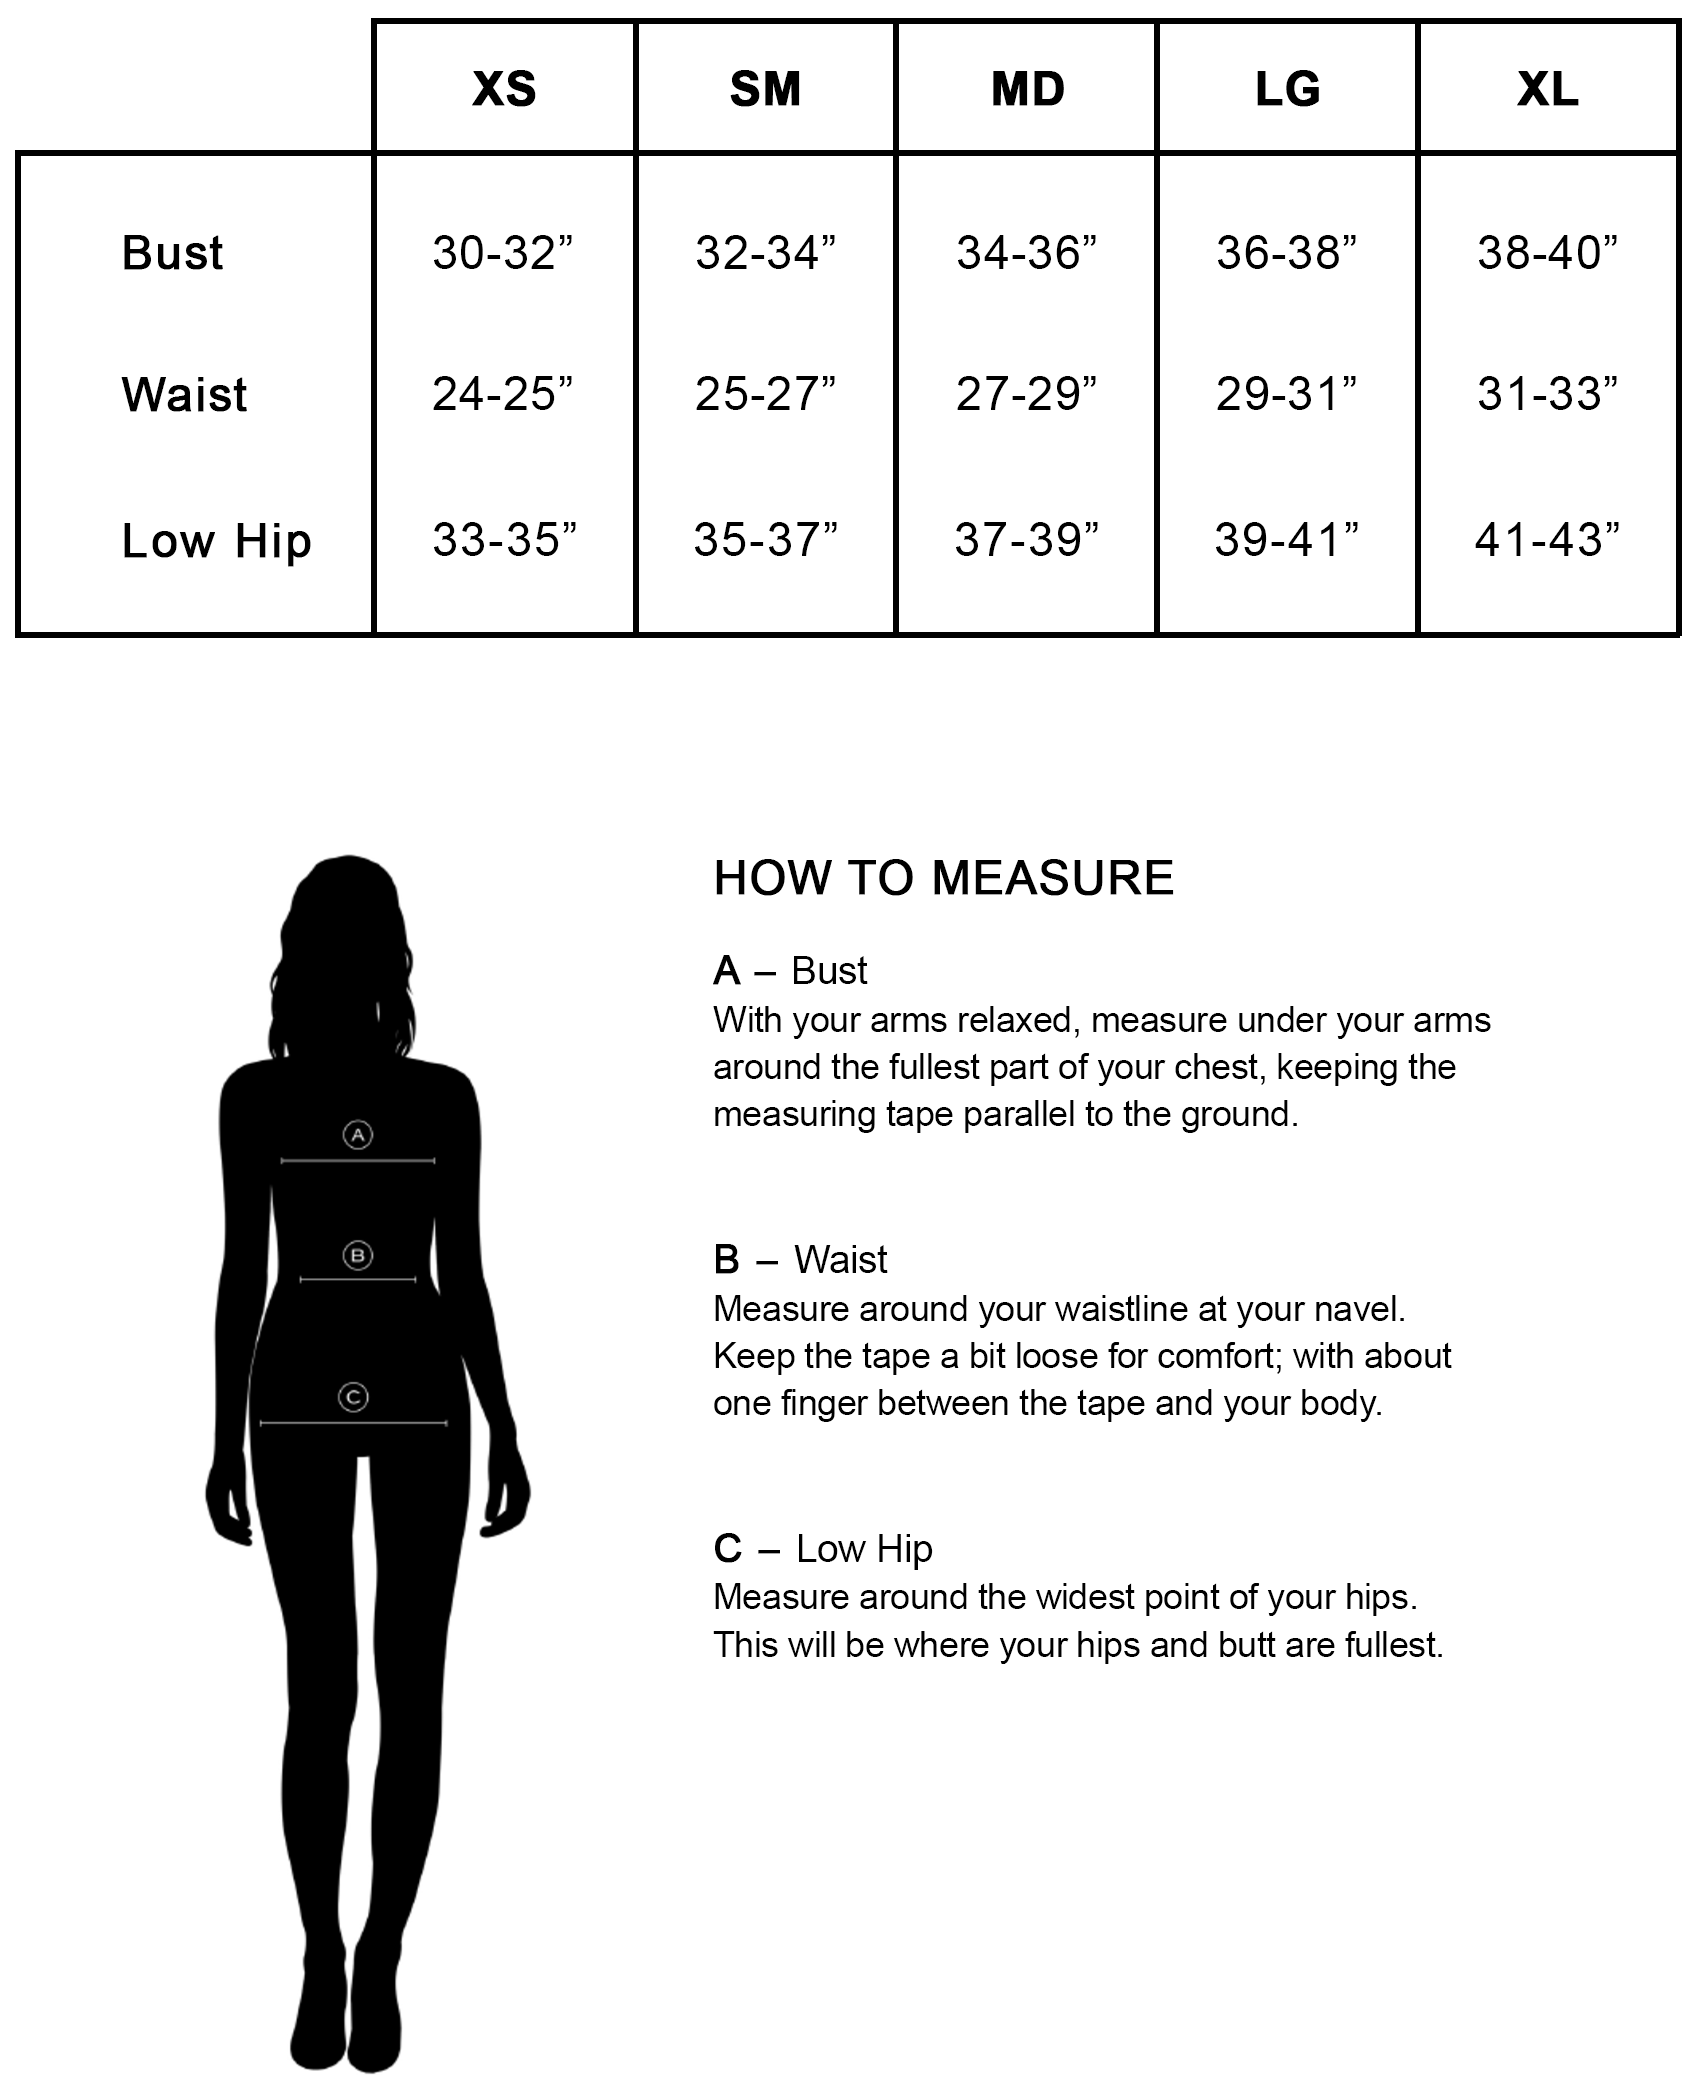 XS SM MD LG XL
Bust 30-32” 32-34” 34-36” 36-38” 38-40”
Waist 24-25” 25-27” 27-29” 29-31” 31-33”
Low Hip 33-35” 35-37” 37-39” 39-41” 41-43”
HOW TO MEASURE
A – Bust
With your arms relaxed, measure under your arms
around the fullest part of your chest, keeping the
measuring tape parallel to the ground.
B – Waist
Measure around your waistline at your navel.
Keep the tape a bit loose for comfort; with about
one finger between the tape and your body.
C – Low Hip
Measure around the widest point of your hips.
This will be where your hips and butt are fullest.
A
B
C